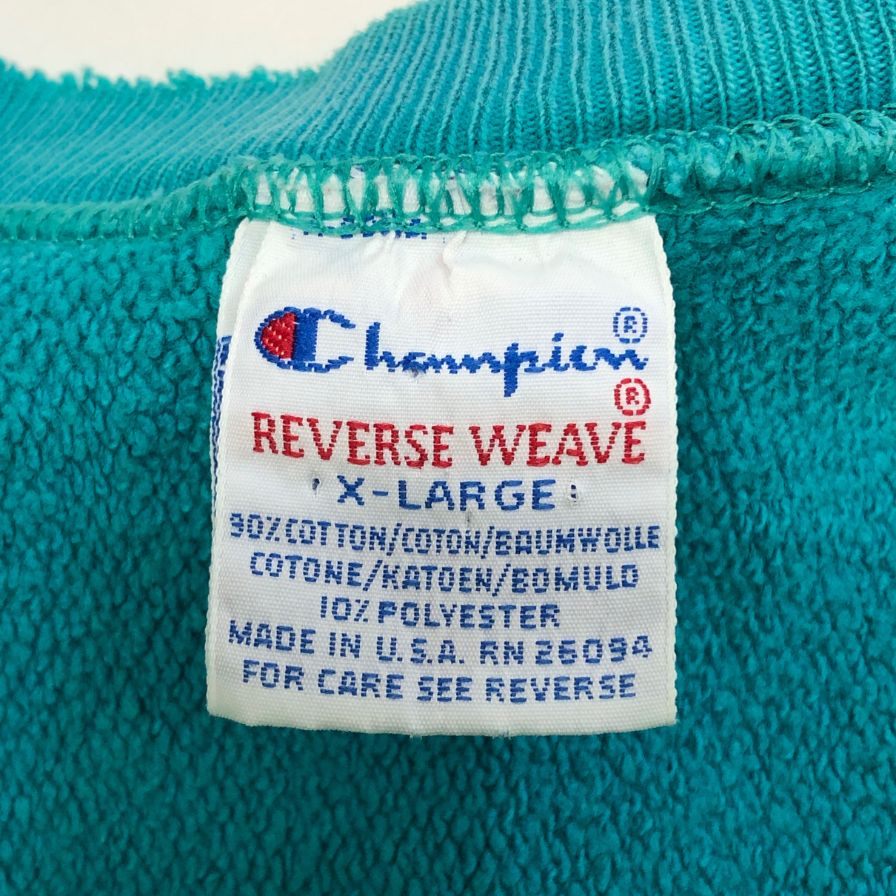 Champion ®
REVERSE WEAVE ®
X-LARGE
90% COTTON/COTON/BAUMWOLLE
COTONE/KATOEN/BOMULD
10% POLYESTER
MADE IN U.S.A. RN 26094
FOR CARE SEE REVERSE